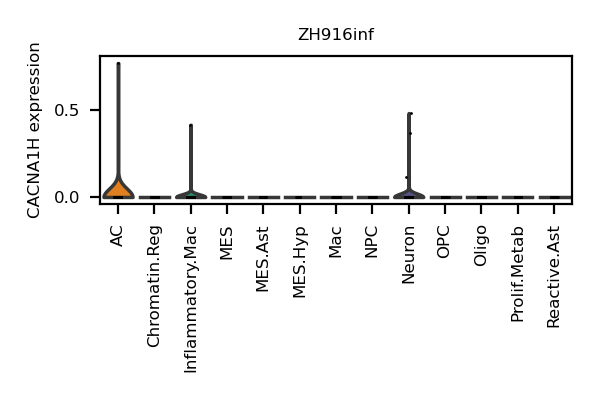 ZH916inf
CACNA1H expression
0.5
0.0
AC
Chromatin.Reg
Inflammatory.Mac
MES
MES.Ast
MES.Hyp
Mac
NPC
Neuron
OPC
Oligo
Prolif.Metab
Reactive.Ast